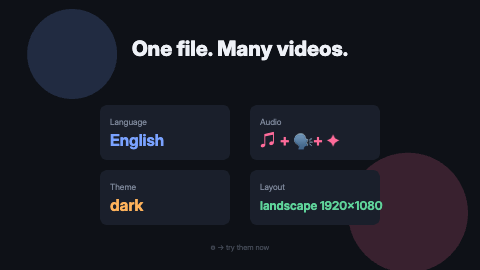 One file. Many videos.
Language
English
Audio
🎵 + 🗣️ + ✦
Theme
dark
Layout
landscape 1920×1080
→ try them now